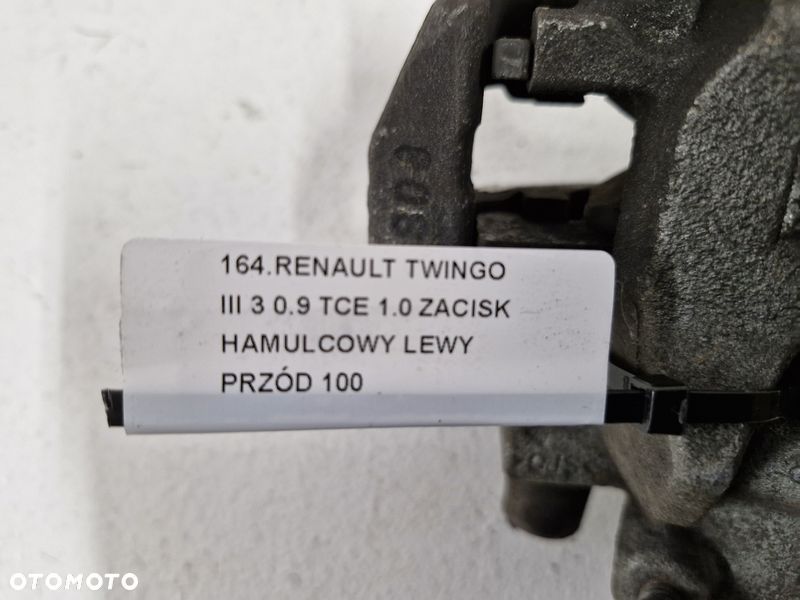 164.RENAULT TWINGO
III 3 0.9 TCE 1.0 ZACISK
HAMULCOWY LEWY
PRZÓD 100
OTOMOTO